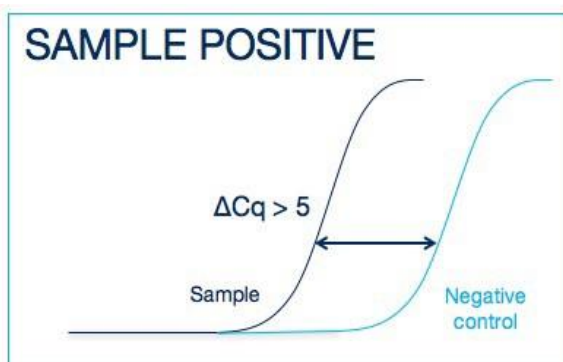 SAMPLE POSITIVE
ΔCq > 5
Sample
Negative
control